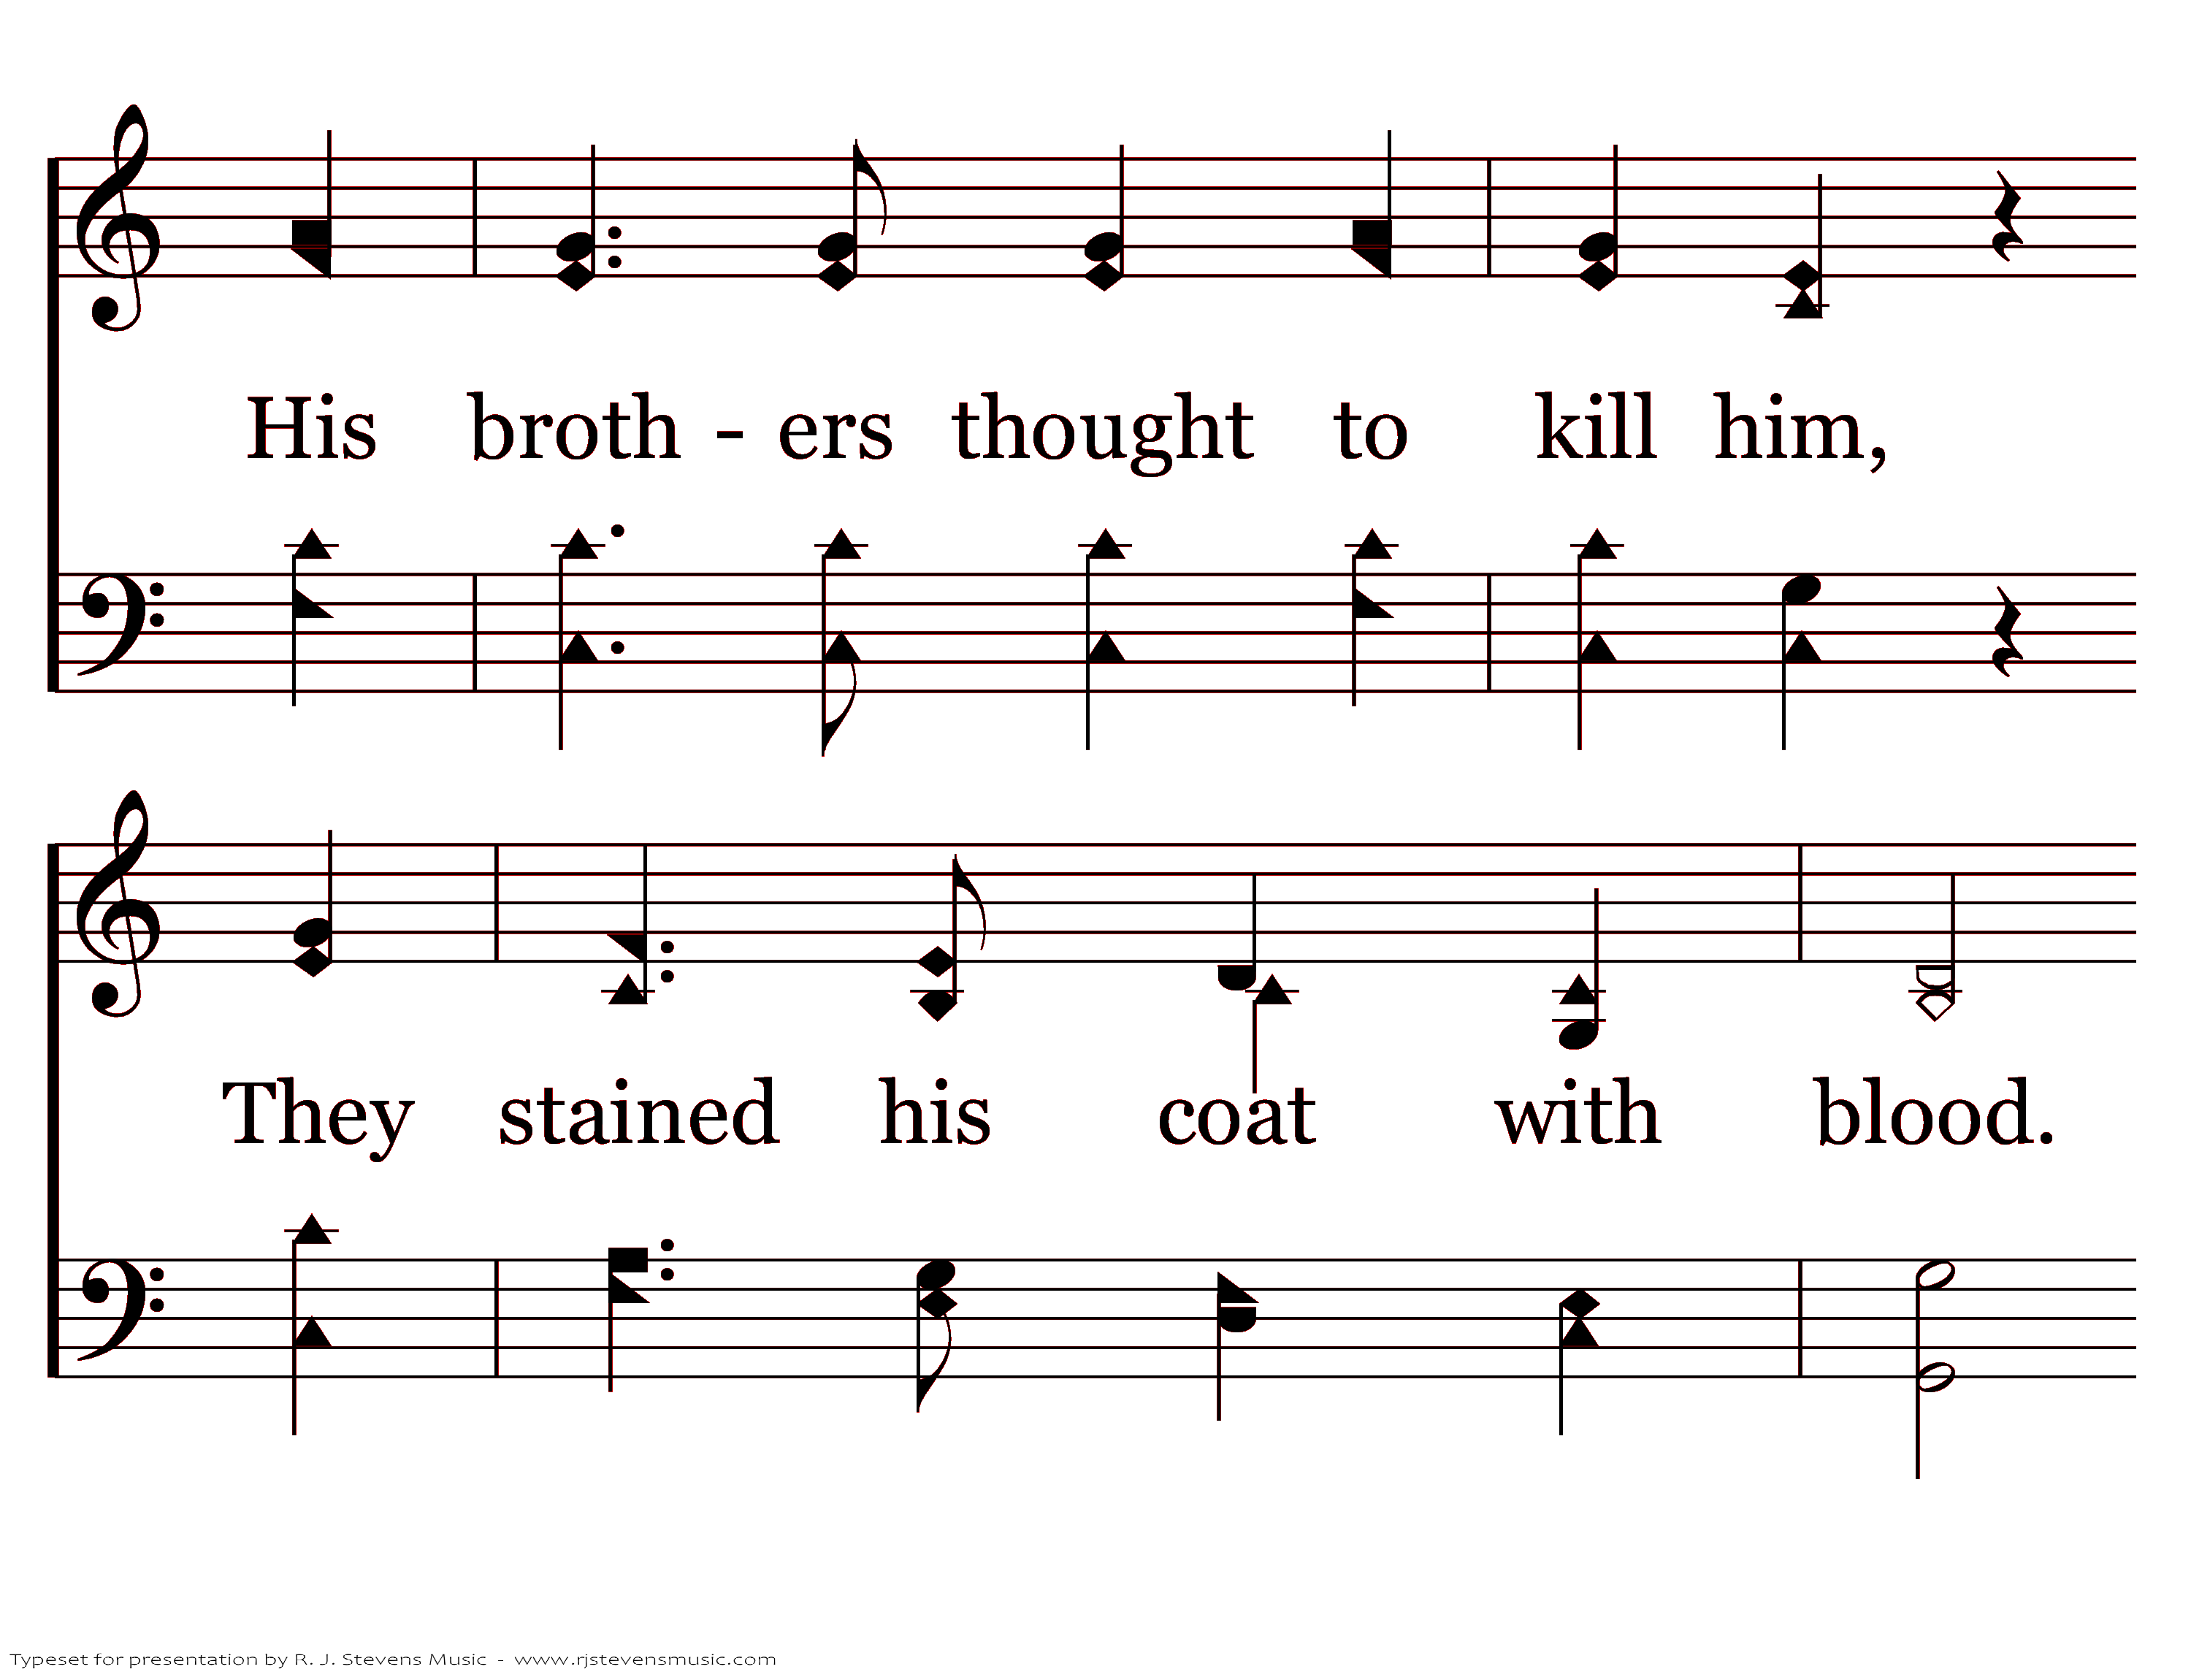 His broth - ers thought to kill him,
They stained his coat with blood.
Typeset for presentation by R. J. Stevens Music - www.rjstevensmusic.com